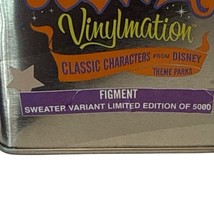 Vinylmation
CLASSIC CHARACTERS FROM DISNEY
THEME PARKS
FIGMENT
SWEATER VARIANT LIMITED EDITION OF 5000